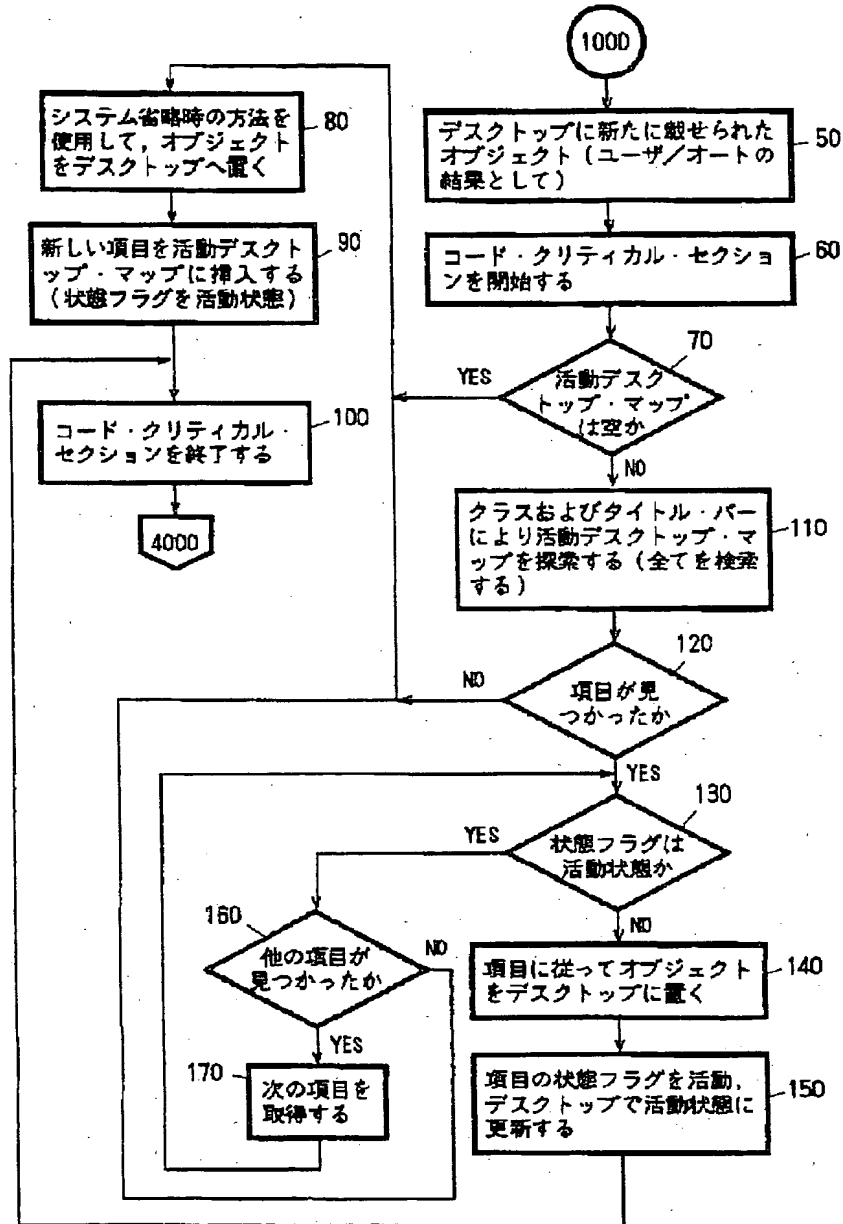 1000
デスクトップに新たに載せられた
オブジェクト(ユーザ/オートの
結果として)
50
コード・クリティカル・セクショ
ンを開始する
60
活動デスク
トップ・マップ
は空か
70
YES
NO
システム省略時の方法を
使用して,オブジェクト
をデスクトップへ置く
80
新しい項目を活動デスクト
ップ・マップに挿入する
(状態フラグを活動状態)
90
コード・クリティカル・
セクションを終了する
100
4000
クラスおよびタイトル・バー
により活動デスクトップ・マ
ップを探索する(全てを検索
する)
110
項目が見
つかったか
120
NO
YES
状態フラグは
活動状態か
130
YES
NO
項目に従ってオブジェクト
をデスクトップに置く
140
項目の状態フラグを活動,
デスクトップで活動状態に
更新する
150
他の項目が
見つかったか
160
NO
YES
次の項目を
取得する
170